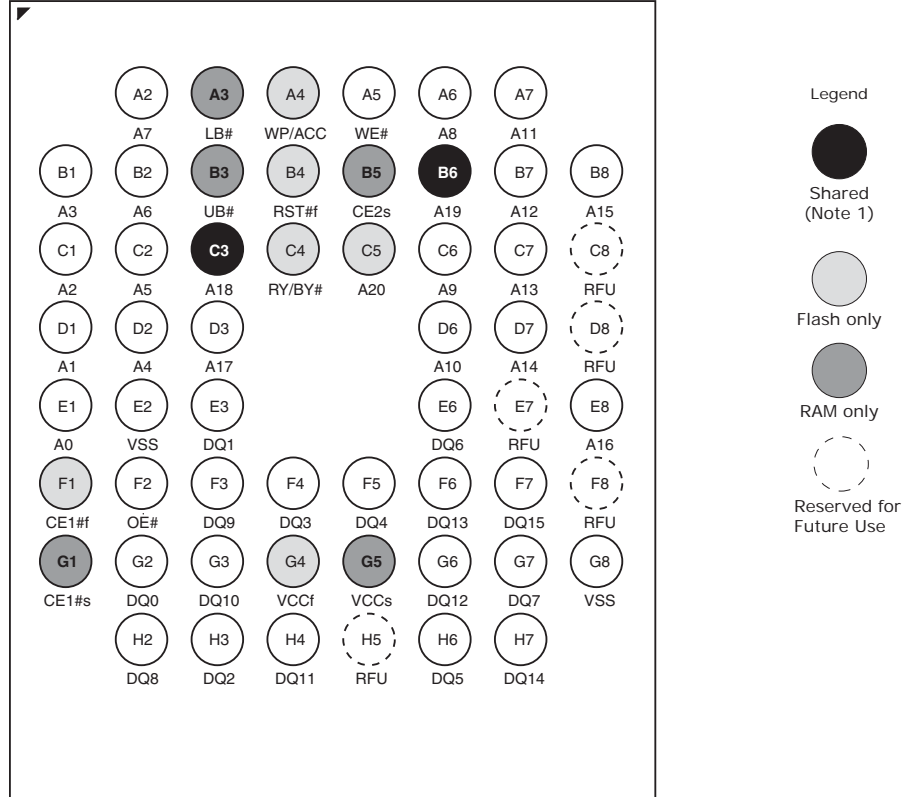 A2 A3 A4 A5 A6 A7
A7 LB# WP/ACC WE# A8 A11
B1 B2 B3 B4 B5 B6 B7 B8
A3 A6 UB# RST#f CE2s A19 A12 A15
C1 C2 C3 C4 C5 C6 C7 C8
A2 A5 A18 RY/BY# A20 A9 A13 RFU
D1 D2 D3 D6 D7 D8
A1 A4 A17 A10 A14 RFU
E1 E2 E3 E6 E7 E8
A0 VSS DQ1 DQ6 RFU A16
F1 F2 F3 F4 F5 F6 F7 F8
CE1#f OE# DQ9 DQ3 DQ4 DQ13 DQ15 RFU
G1 G2 G3 G4 G5 G6 G7 G8
CE1#s DQ0 DQ10 VCCf VCCs DQ12 DQ7 VSS
H2 H3 H4 H5 H6 H7
DQ8 DQ2 DQ11 RFU DQ5 DQ14
Legend
Shared
(Note 1)
Flash only
RAM only
Reserved for
Future Use